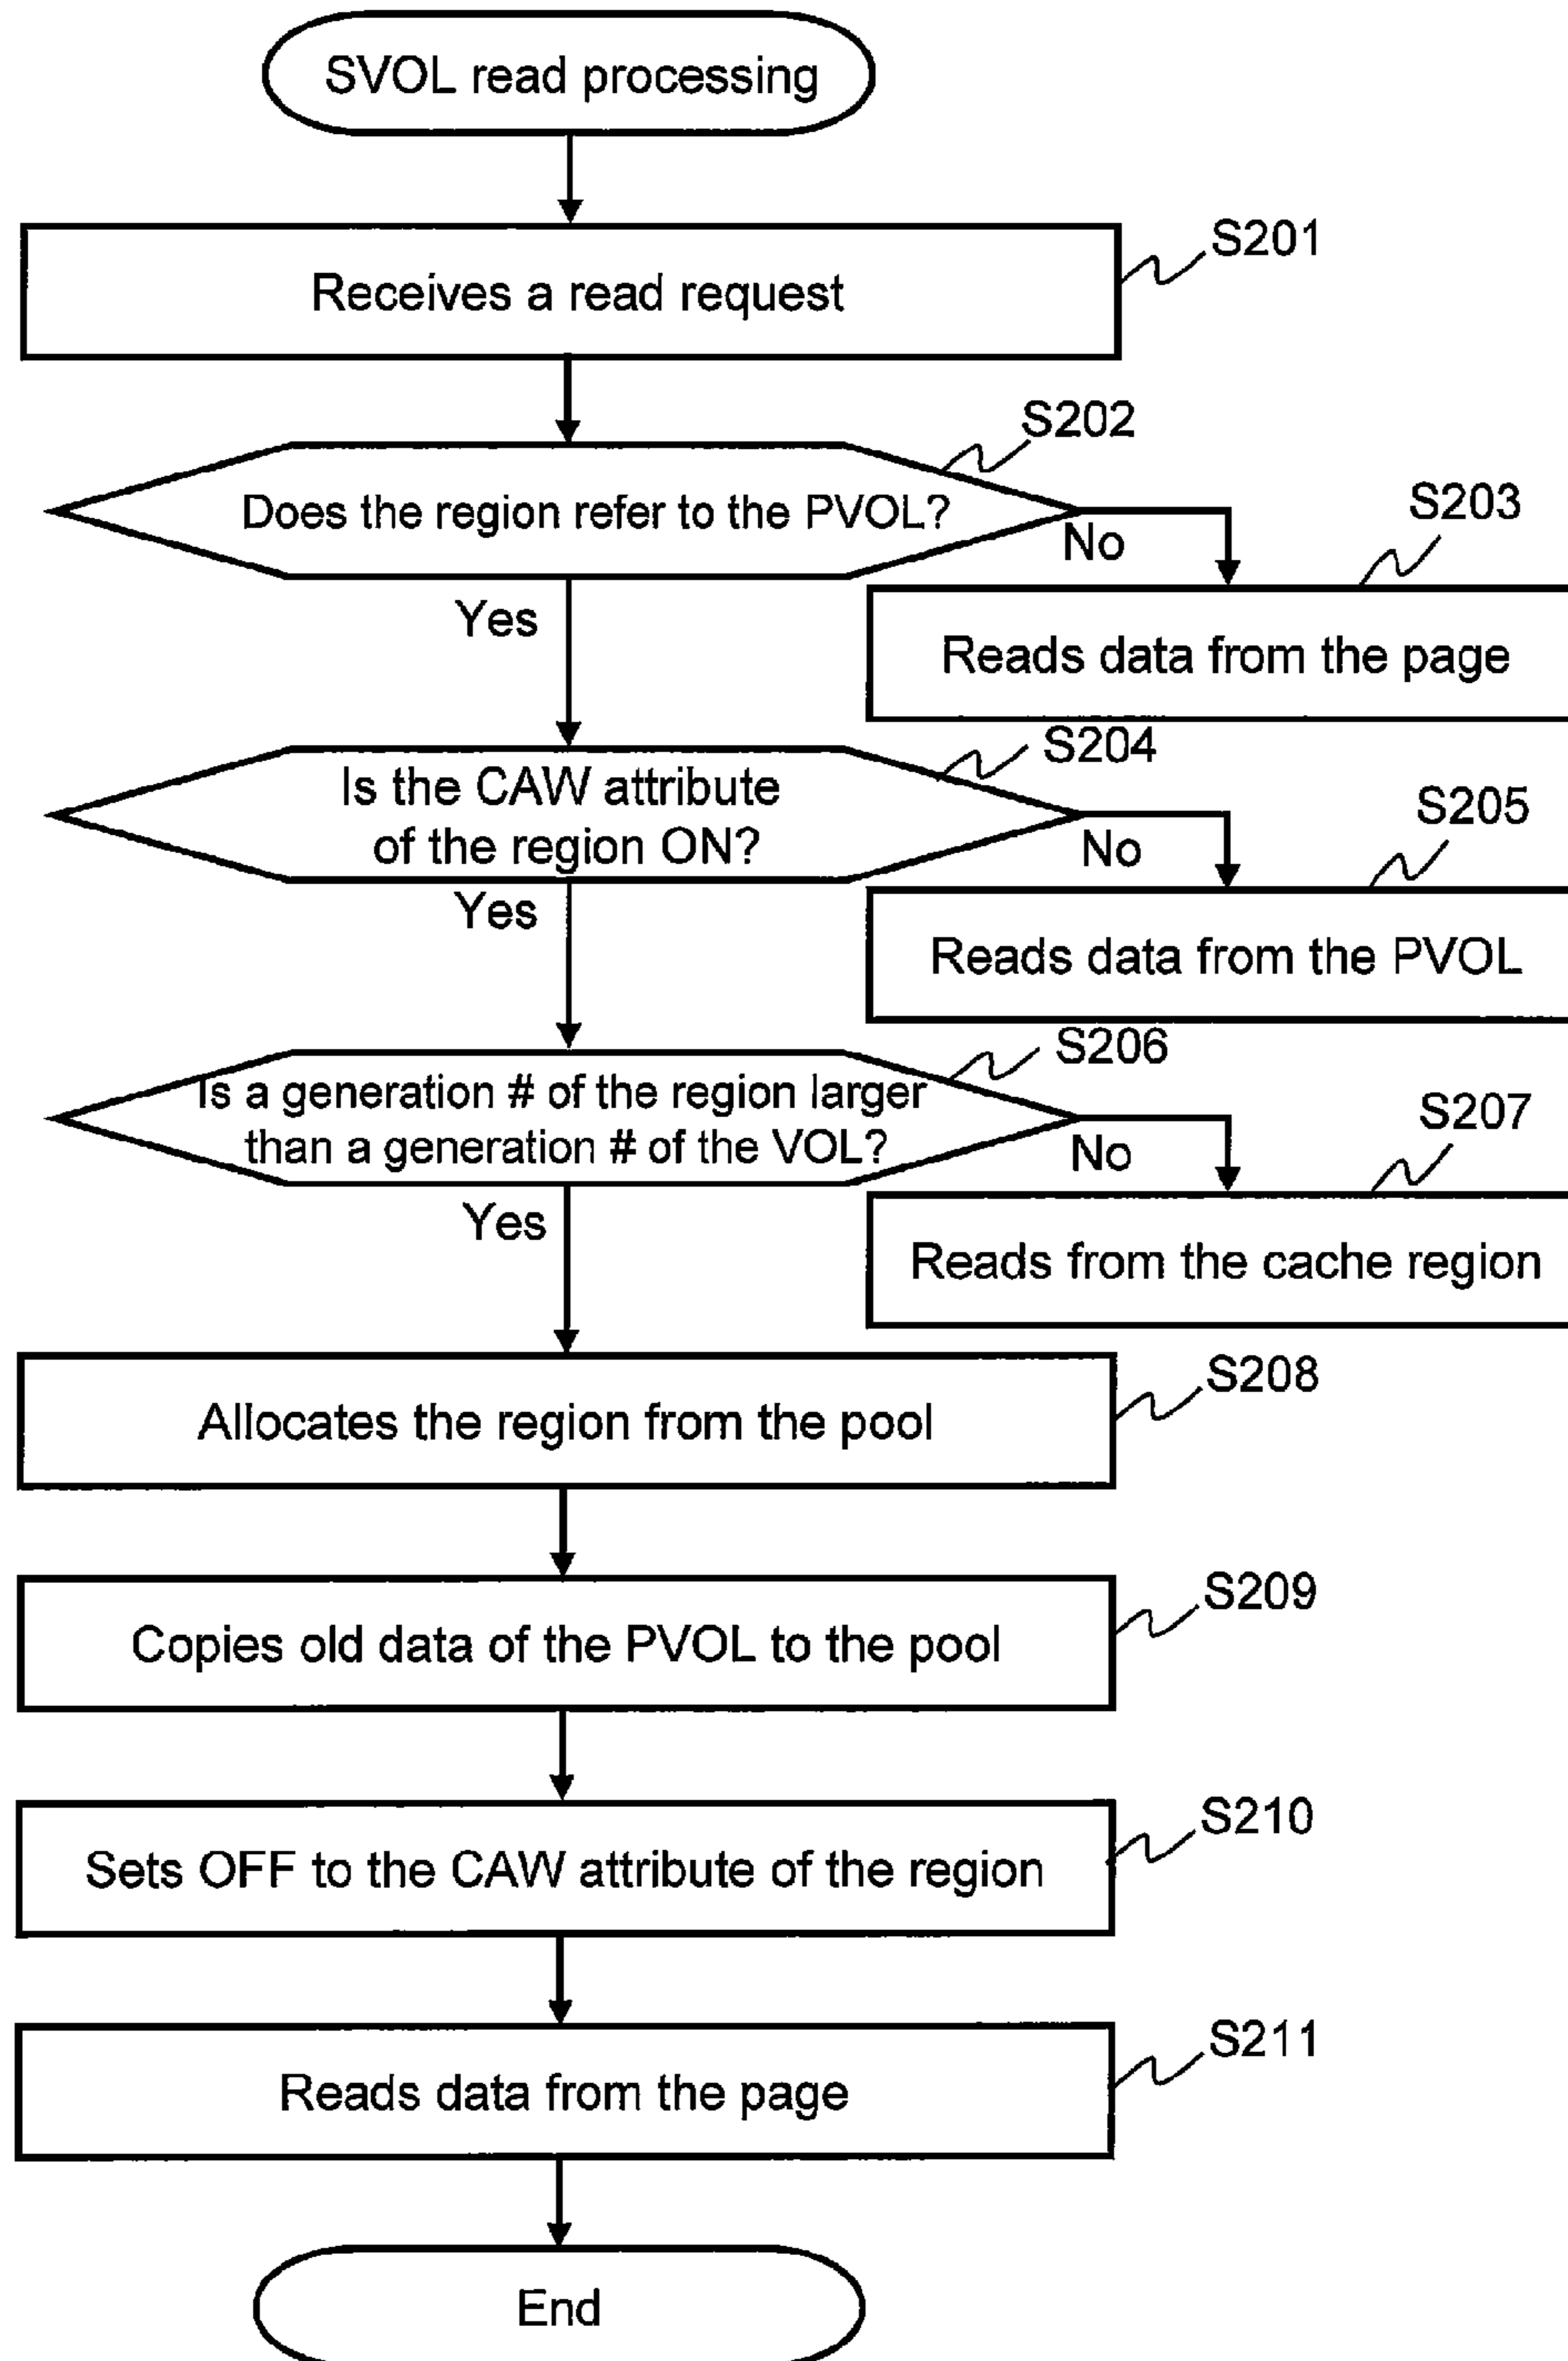 SVOL read processing
S201
Receives a read request
S202
Does the region refer to the PVOL?
No
S203
Yes
Reads data from the page
S204
Is the CAW attribute
of the region ON?
No
S205
Yes
Reads data from the PVOL
S206
Is a generation # of the region larger
than a generation # of the VOL?
No
S207
Yes
Reads from the cache region
S208
Allocates the region from the pool
S209
Copies old data of the PVOL to the pool
S210
Sets OFF to the CAW attribute of the region
S211
Reads data from the page
End